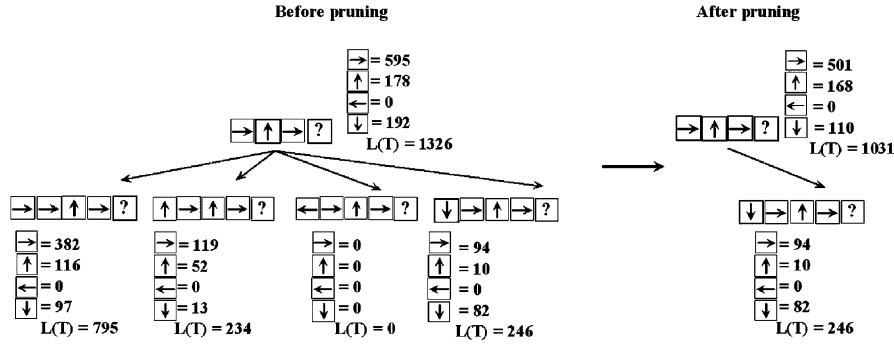 Before pruning
After pruning
→ = 595
↑ = 178
← = 0
↓ = 192
L(T) = 1326
→ ↑ → ?
→ → ↑ → ?
→ = 382
↑ = 116
← = 0
↓ = 97
L(T) = 795
↑ → ↑ → ?
→ = 119
↑ = 52
← = 0
↓ = 13
L(T) = 234
← → ↑ → ?
→ = 0
↑ = 0
← = 0
↓ = 0
L(T) = 0
↓ → ↑ → ?
→ = 94
↑ = 10
← = 0
↓ = 82
L(T) = 246
→ = 501
↑ = 168
← = 0
↓ = 110
L(T) = 1031
→ ↑ → ?
↓ → ↑ → ?
→ = 94
↑ = 10
← = 0
↓ = 82
L(T) = 246